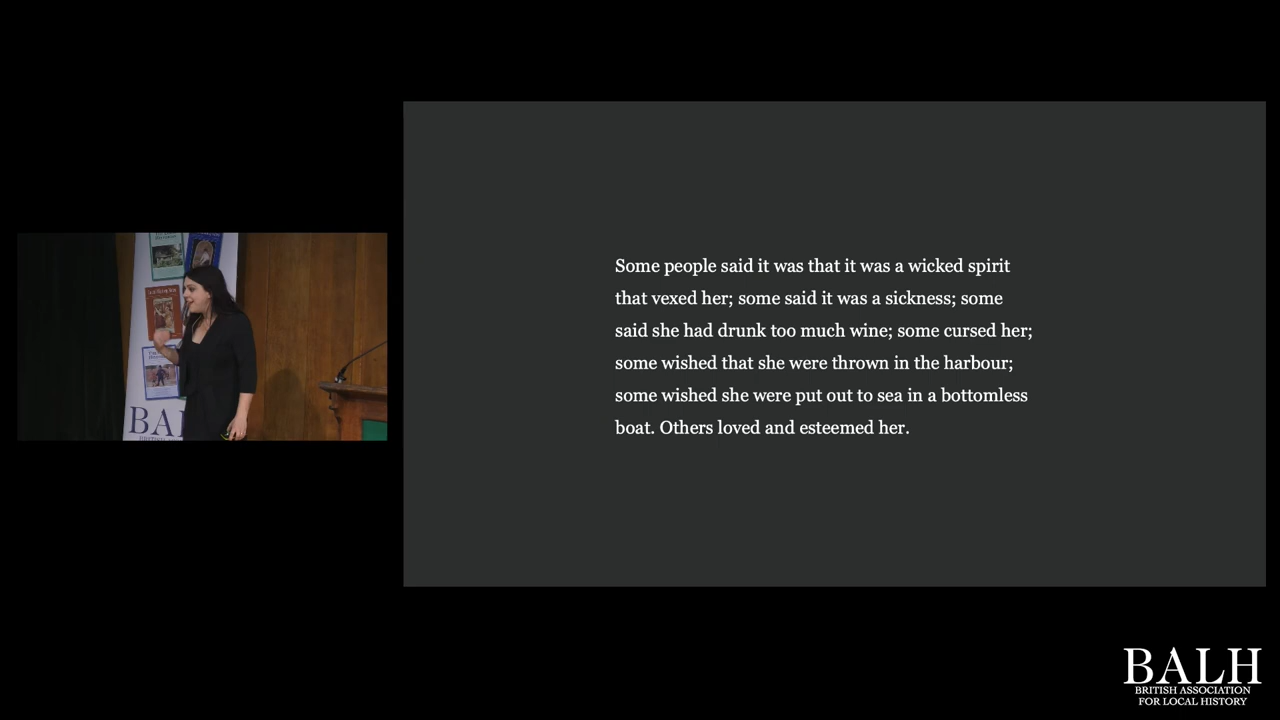 Some people said it was that it was a wicked spirit
that vexed her; some said it was a sickness; some
said she had drunk too much wine; some cursed her;
some wished that she were thrown in the harbour;
some wished she were put out to sea in a bottomless
boat. Others loved and esteemed her.
BA
BALH
BRITISH ASSOCIATION
FOR LOCAL HISTORY